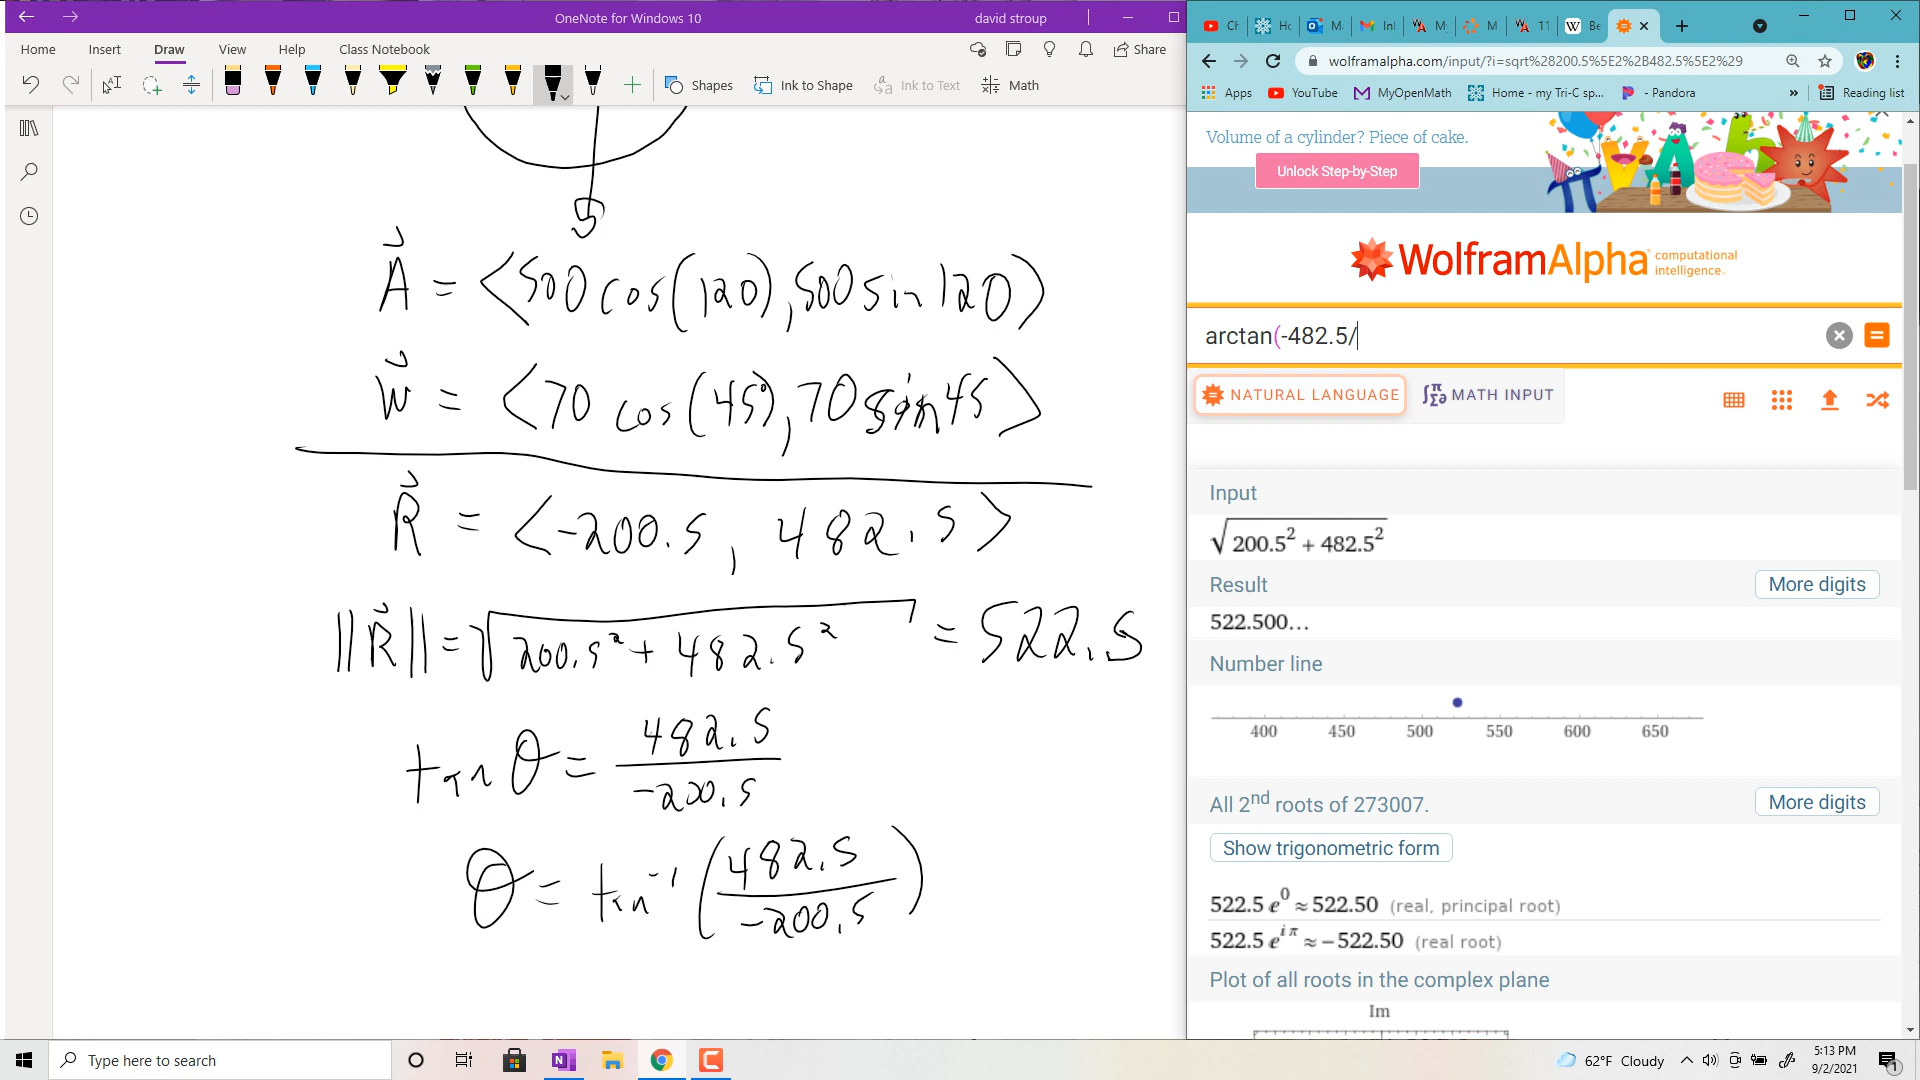 OneNote for Windows 10
david stroup
Home Insert Draw View Help Class Notebook
Share
Shapes Ink to Shape Ink to Text Math
S
A⃗ = <500 cos(120), 500 sin 120>
W⃗ = <70 cos(45°), 70 sin 45>
R⃗ = <-200.5, 482.5>
||R⃗|| = √200.5² + 482.5² = 522.5
tan θ = 482.5 / -200.5
θ = tan⁻¹ (482.5 / -200.5)
Ch Hc M Inl M M 11 Be
wolframalpha.com/input/?i=sqrt%28200.5%5E2%2B482.5%5E2%29
Apps YouTube MyOpenMath Home - my Tri-C sp... - Pandora » Reading list
Volume of a cylinder? Piece of cake.
Unlock Step-by-Step
WolframAlpha computational intelligence.
arctan(-482.5/
NATURAL LANGUAGE MATH INPUT
Input
√200.5² + 482.5²
Result
More digits
522.500…
Number line
400 450 500 550 600 650
All 2nd roots of 273007.
More digits
Show trigonometric form
522.5 e⁰ ≈ 522.50 (real, principal root)
522.5 e^(i π) ≈ −522.50 (real root)
Plot of all roots in the complex plane
Im
Type here to search
62°F Cloudy
5:13 PM
9/2/2021
1